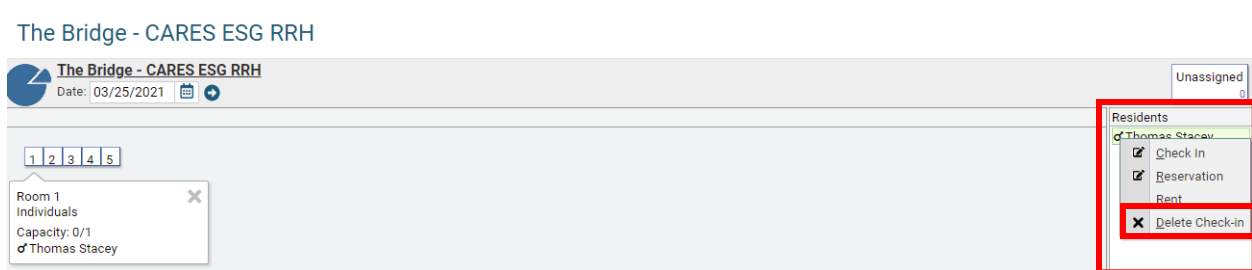 The Bridge - CARES ESG RRH
The Bridge - CARES ESG RRH
Date: 03/25/2021
Unassigned
0
Residents
Thomas Stacey
Check In
Reservation
Rent
Delete Check-in
1 2 3 4 5
Room 1
Individuals
Capacity: 0/1
♂ Thomas Stacey